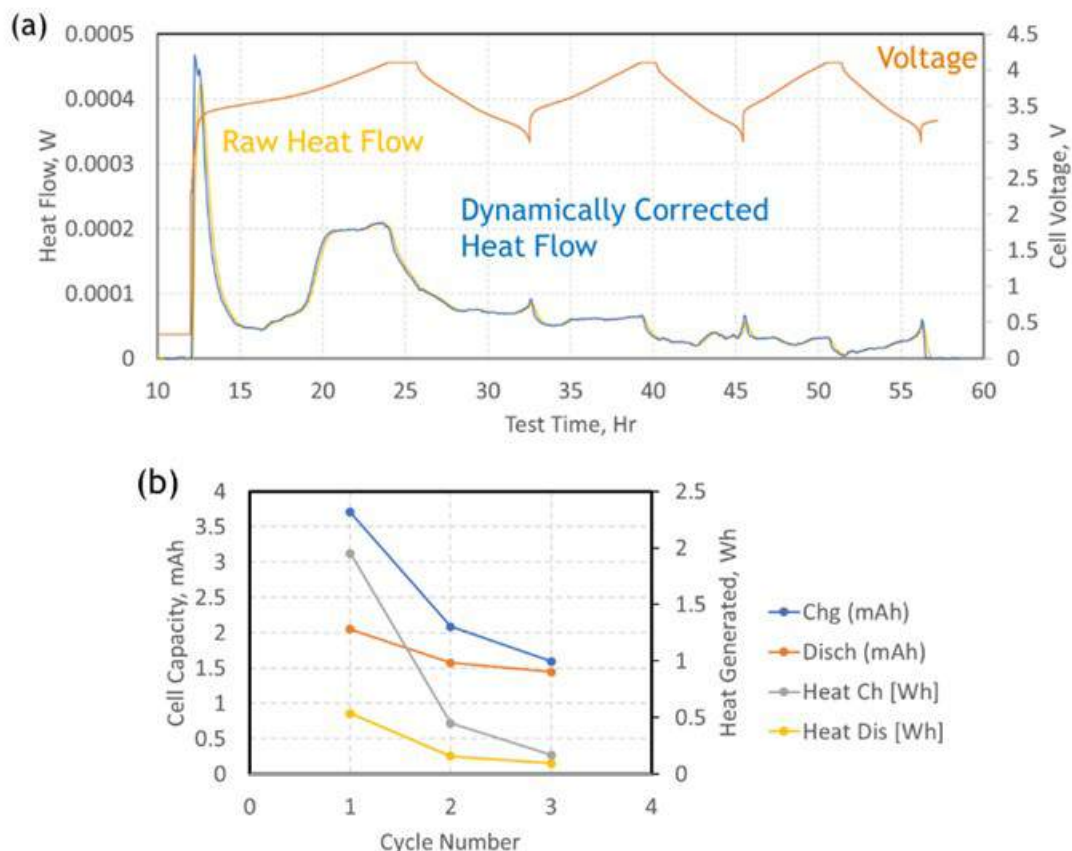 (a)
0.0005
0.0004
0.0003
0.0002
0.0001
0
Heat Flow, W
4.5
4
3.5
3
2.5
2
1.5
1
0.5
0
Cell Voltage, V
Voltage
Raw Heat Flow
Dynamically Corrected
Heat Flow
10 15 20 25 30 35 40 45 50 55 60
Test Time, Hr
(b)
4
3.5
3
2.5
2
1.5
1
0.5
0
Cell Capacity, mAh
2.5
2
1.5
1
0.5
0
Heat Generated, Wh
0 1 2 3 4
Cycle Number
Chg (mAh)
Disch (mAh)
Heat Ch [Wh]
Heat Dis [Wh]